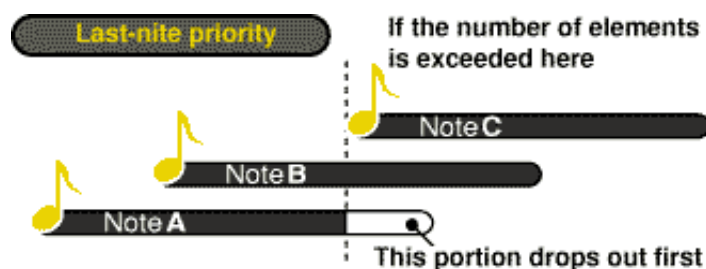 Last-nite priority
If the number of elements
is exceeded here
Note C
Note B
Note A
This portion drops out first